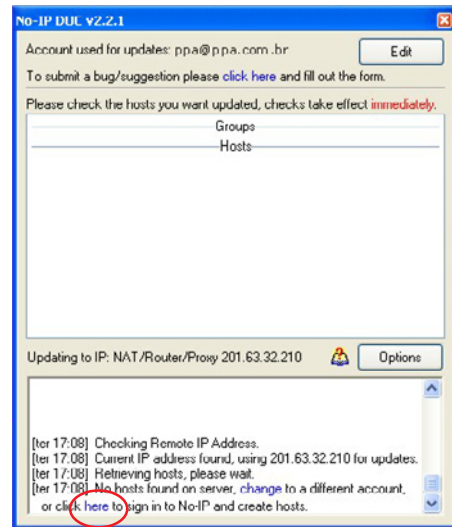 No-IP DUC v2.2.1
Account used for updates: ppa@ppa.com.br
Edit
To submit a bug/suggestion please click here and fill out the form.
Please check the hosts you want updated, checks take effect immediately.
Groups
Hosts
Updating to IP: NAT/Router/Proxy 201.63.32.210
Options
[ter 17:08] Checking Remote IP Address.
[ter 17:08] Current IP address found, using 201.63.32.210 for updates.
[ter 17:08] Retrieving hosts, please wait.
[ter 17:08] No hosts found on server, change to a different account,
or click here to sign in to No-IP and create hosts.